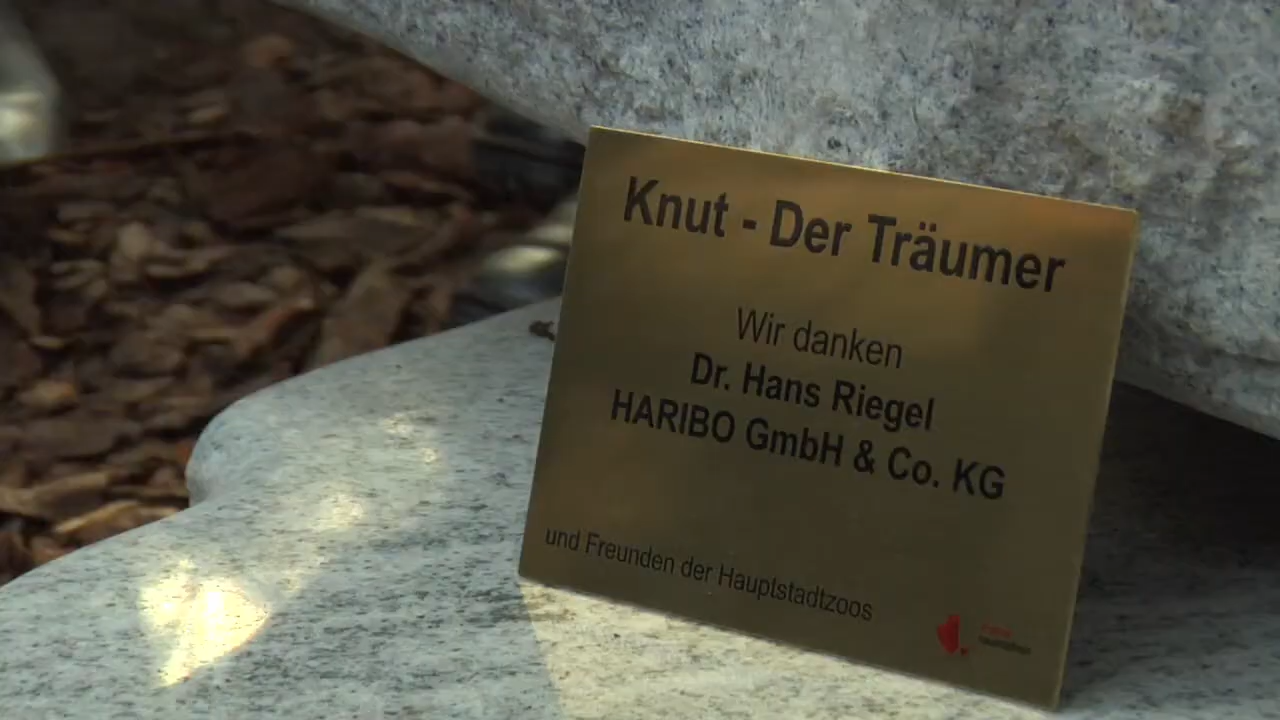 Knut - Der Träumer
Wir danken
Dr. Hans Riegel
HARIBO GmbH & Co. KG
und Freunden der Hauptstadtzoos